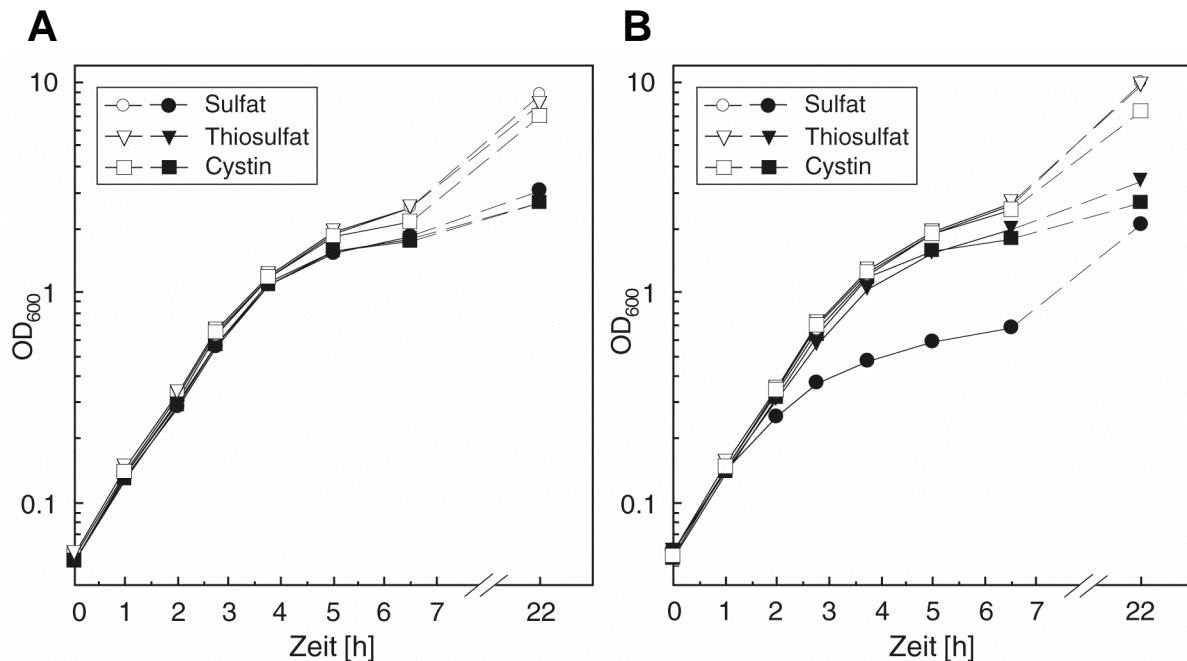 A
B
10
1
0.1
OD600
Sulfat
Thiosulfat
Cystin
0 1 2 3 4 5 6 7 22
Zeit [h]
10
1
0.1
OD600
Sulfat
Thiosulfat
Cystin
0 1 2 3 4 5 6 7 22
Zeit [h]